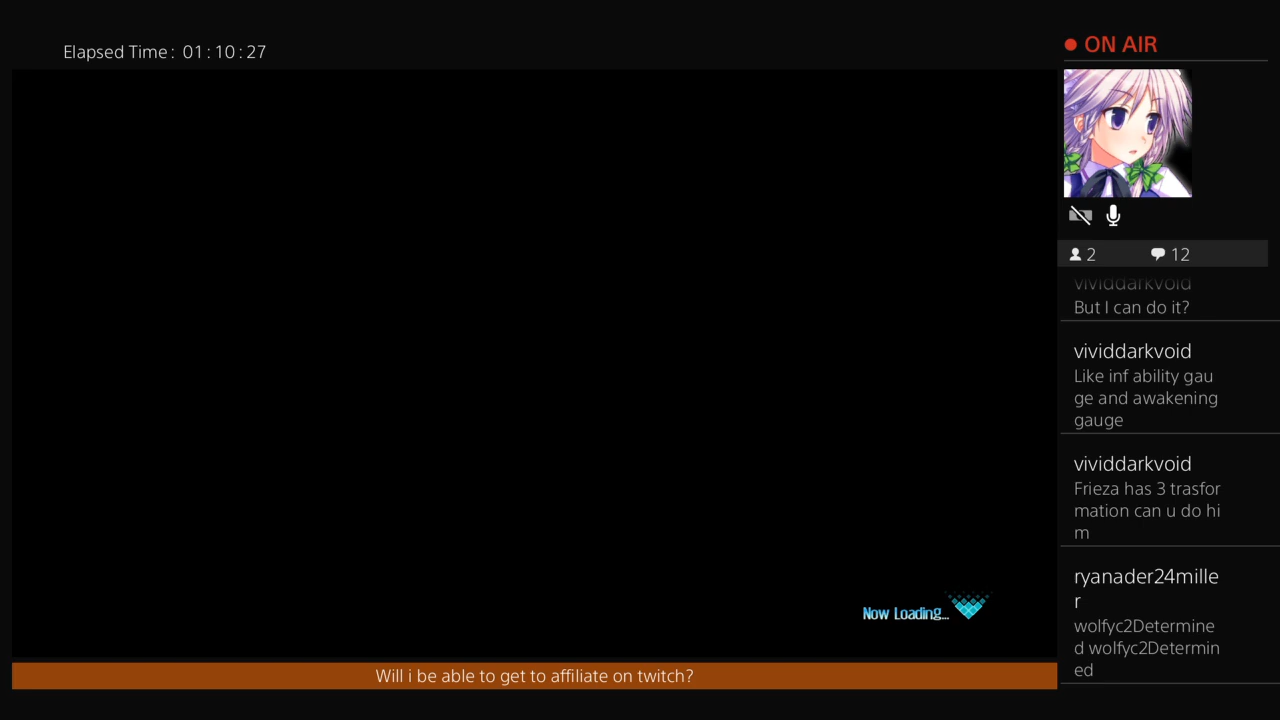 Elapsed Time: 01:10:27
ON AIR
2 12
vividdarkvoid
But I can do it?
vividdarkvoid
Like inf ability gau
ge and awakening
gauge
vividdarkvoid
Frieza has 3 trasfor
mation can u do hi
m
ryanader24mille
r
wolfyc2Determine
d wolfyc2Determin
ed
Now Loading...
Will i be able to get to affiliate on twitch?